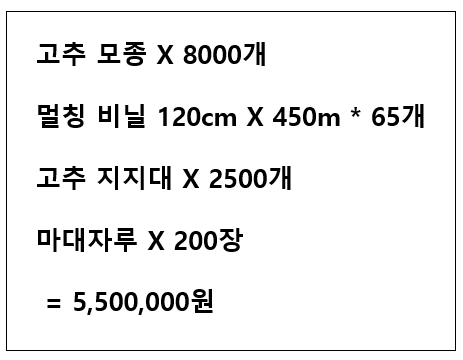 고추 모종 X 8000개
멀칭 비닐 120cm X 450m * 65개
고추 지지대 X 2500개
마대자루 X 200장
= 5,500,000원